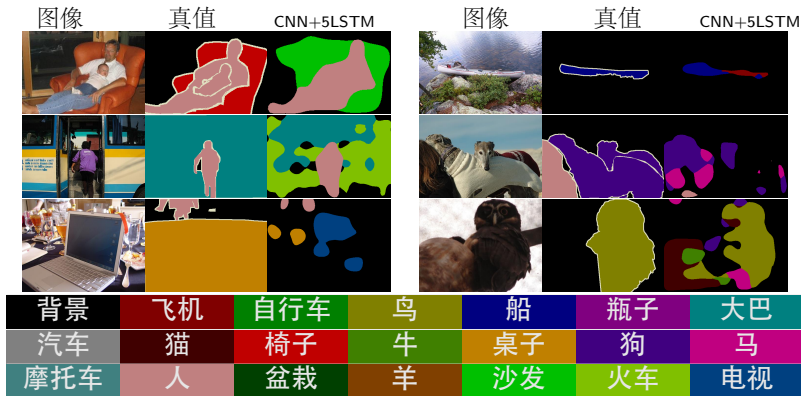 图像 真值 CNN+5LSTM 图像 真值 CNN+5LSTM
背景 飞机 自行车 鸟 船 瓶子 大巴
汽车 猫 椅子 牛 桌子 狗 马
摩托车 人 盆栽 羊 沙发 火车 电视